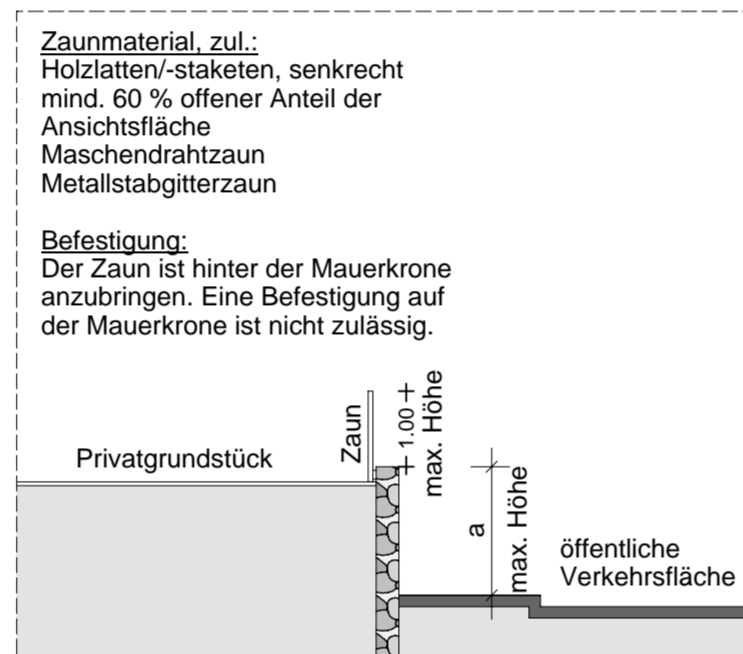 Zaunmaterial, zul.:
Holzlatten/-staketen, senkrecht
mind. 60 % offener Anteil der
Ansichtsfläche
Maschendrahtzaun
Metallstabgitterzaun
Befestigung:
Der Zaun ist hinter der Mauerkrone
anzubringen. Eine Befestigung auf
der Mauerkrone ist nicht zulässig.
Privatgrundstück
Zaun
1.00
max. Höhe
a
max. Höhe
öffentliche
Verkehrsfläche